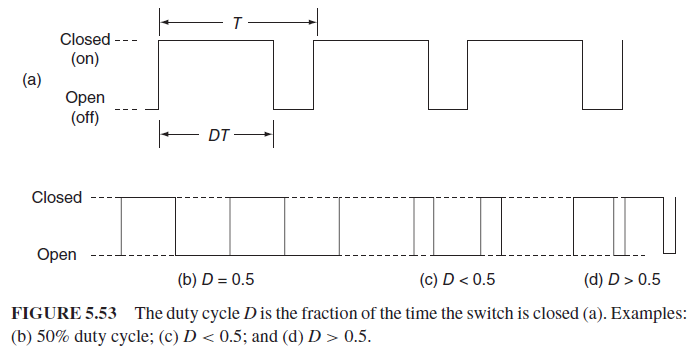 T
Closed
(on)
(a)
Open
(off)
DT
Closed
Open
(b) D = 0.5
(c) D < 0.5
(d) D > 0.5
FIGURE 5.53 The duty cycle D is the fraction of the time the switch is closed (a). Examples:
(b) 50% duty cycle; (c) D < 0.5; and (d) D > 0.5.